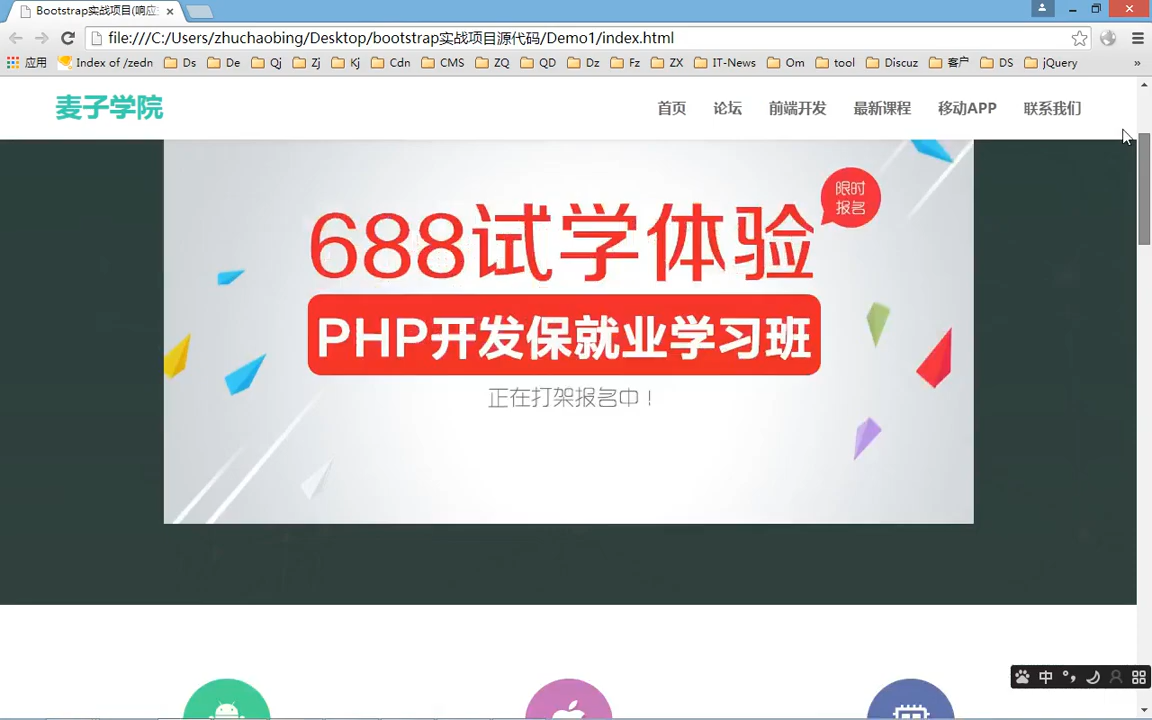 Bootstrap实战项目(响应
file:///C:/Users/zhuchaobing/Desktop/bootstrap实战项目源代码/Demo1/index.html
应用 Index of /zedn Ds De Qj Zj Kj Cdn CMS ZQ QD Dz Fz ZX IT-News Om tool Discuz 客户 DS jQuery »
麦子学院 首页 论坛 前端开发 最新课程 移动APP 联系我们
限时
报名
688试学体验
PHP开发保就业学习班
正在打架报名中！
中